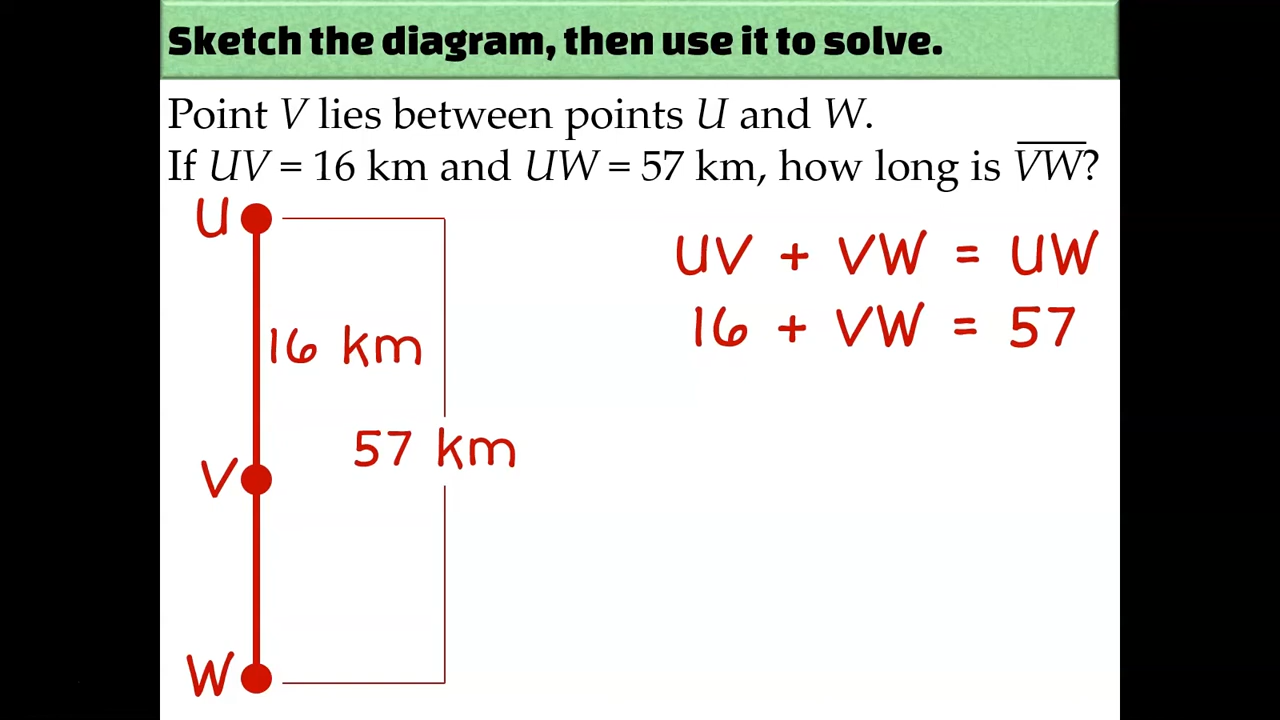 Sketch the diagram, then use it to solve.
Point V lies between points U and W.
If UV = 16 km and UW = 57 km, how long is V̅W̅?
U
16 km
57 km
V
W
UV + VW = UW
16 + VW = 57